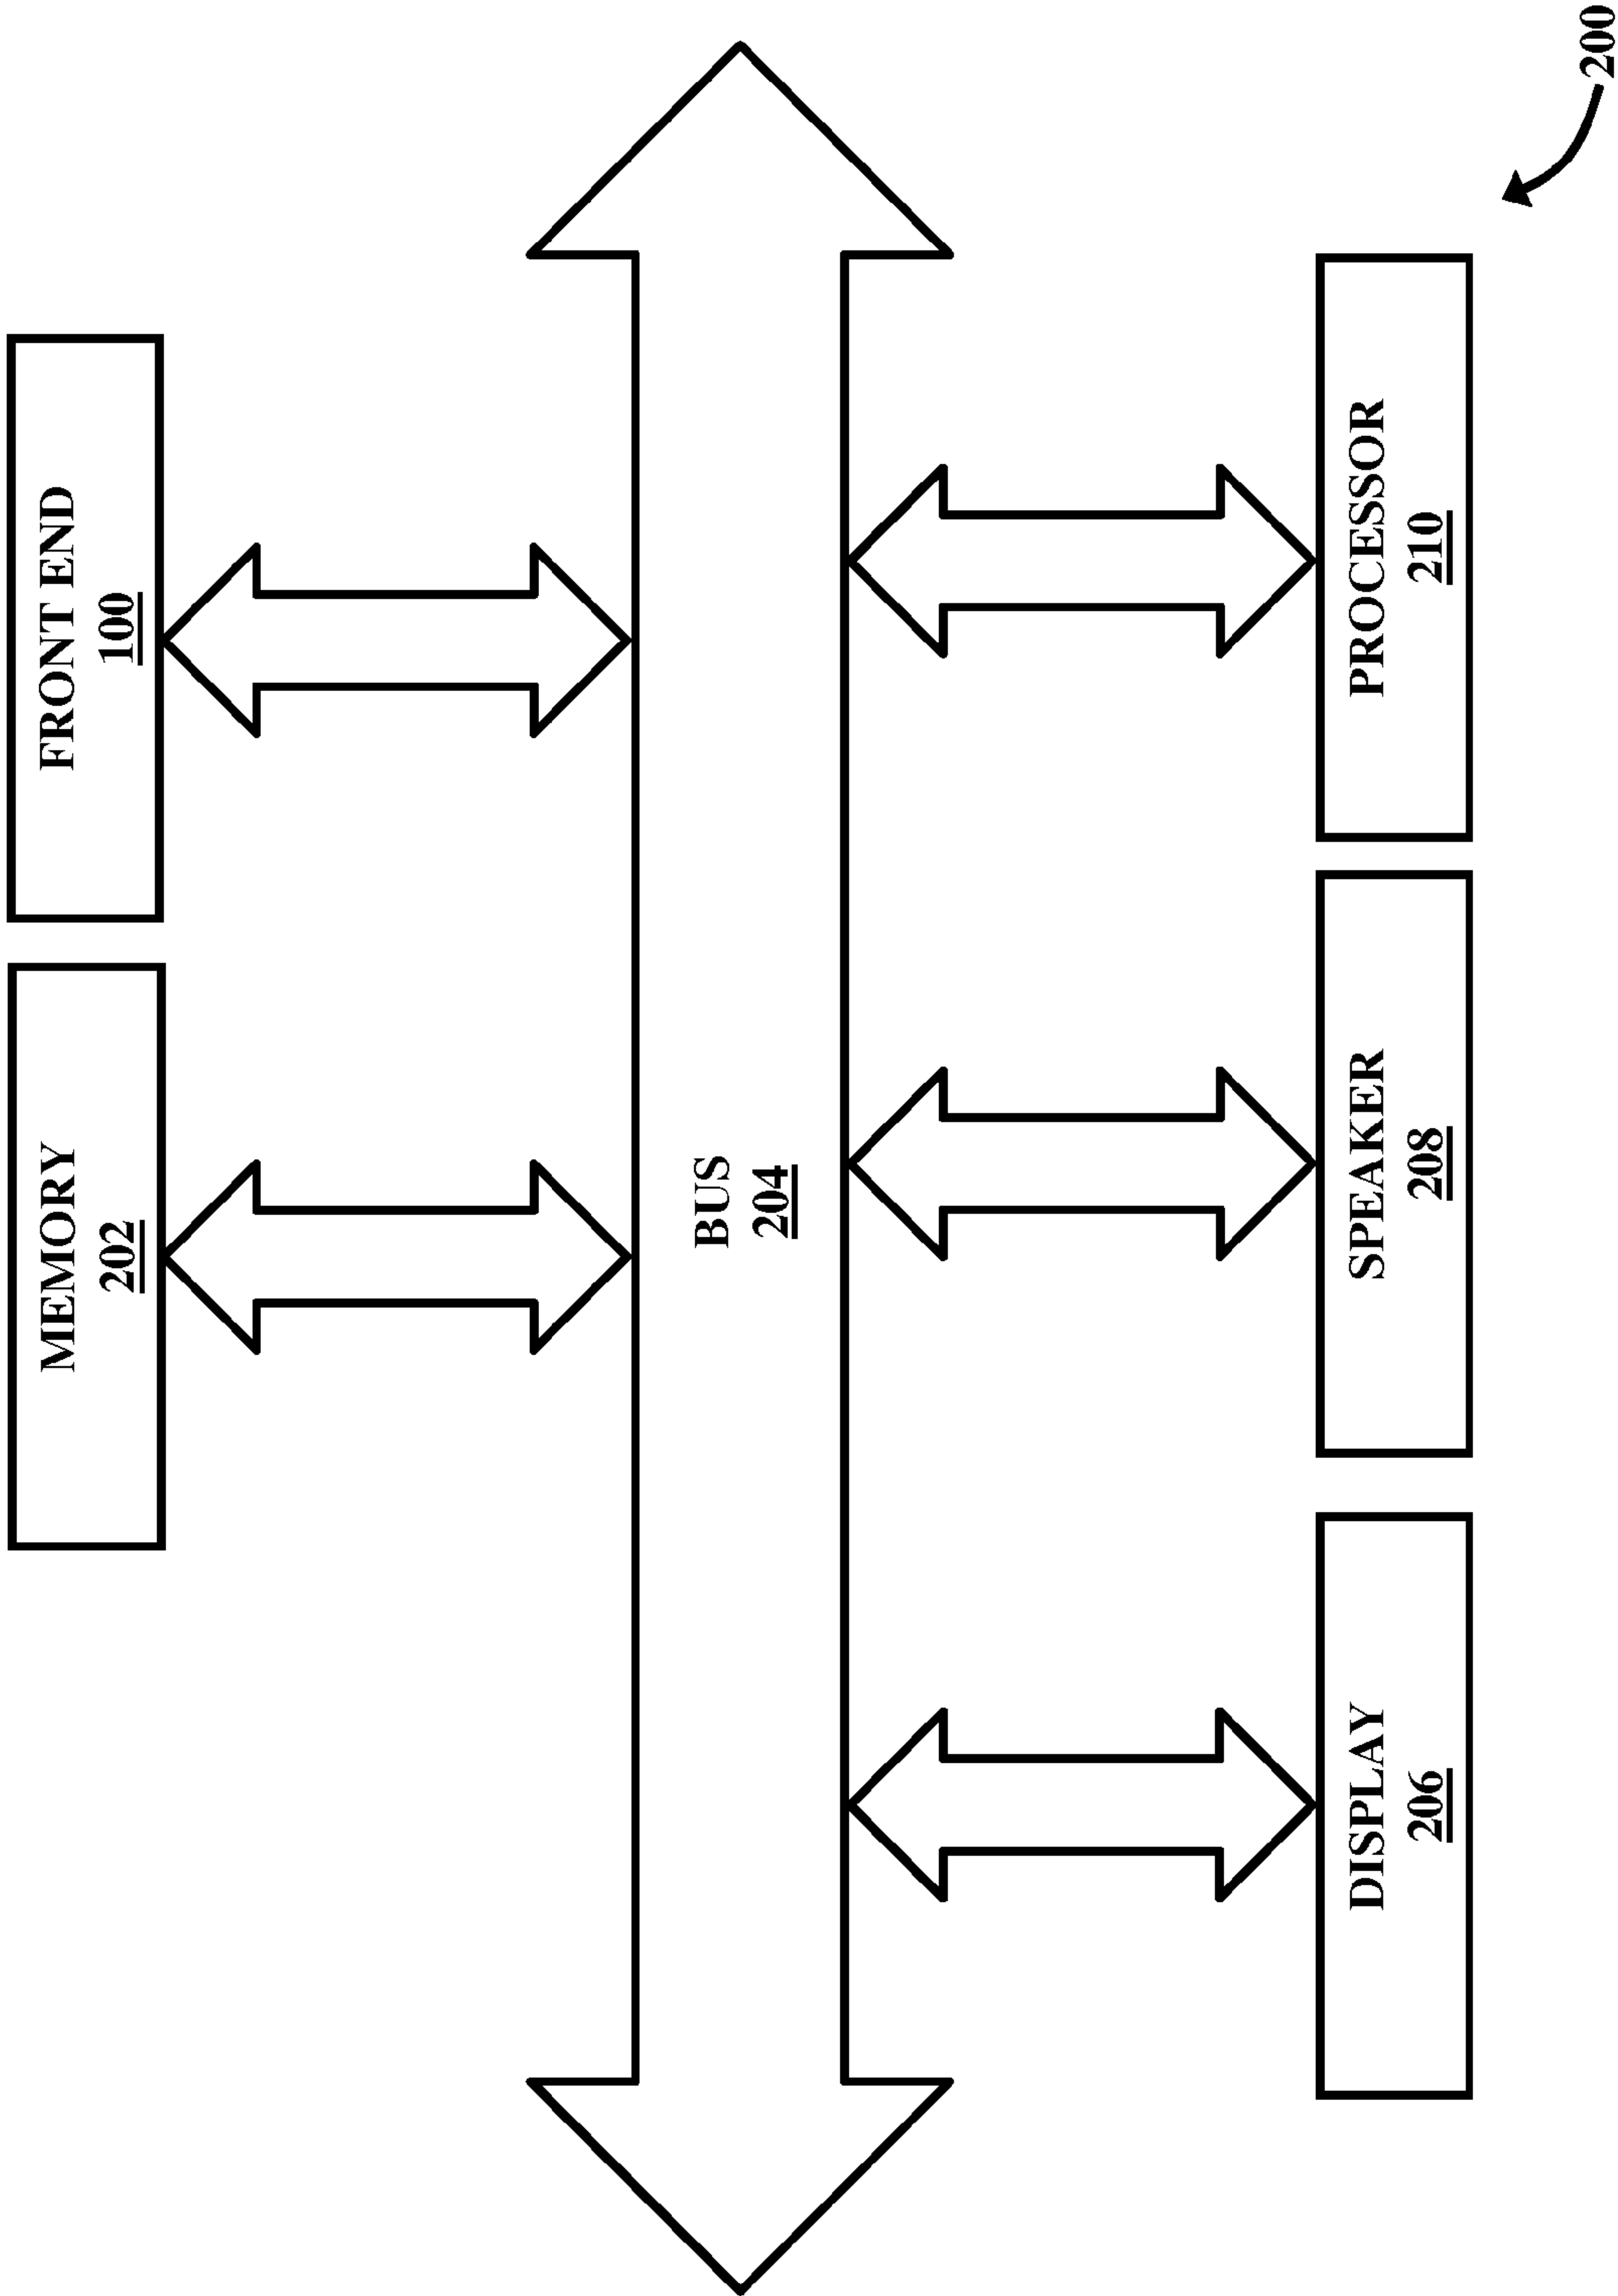 MEMORY
202
FRONT END
100
BUS
204
DISPLAY
206
SPEAKER
208
PROCESSOR
210
200